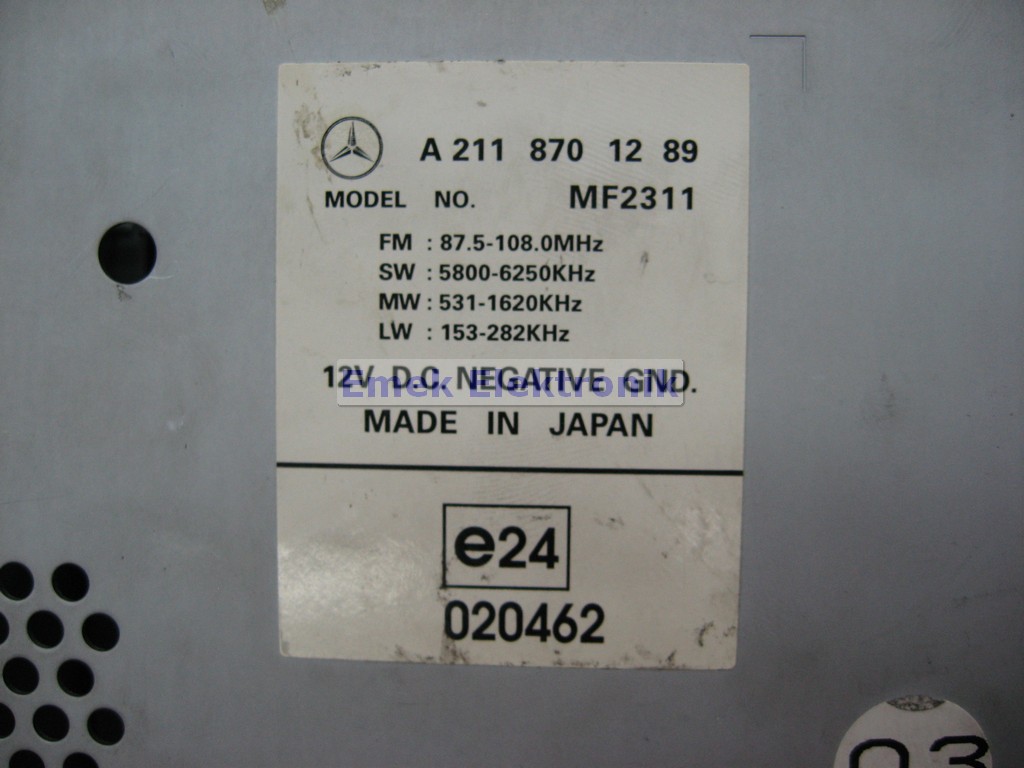 A 211 870 12 89
MODEL NO. MF2311
FM : 87.5-108.0MHz
SW : 5800-6250KHz
MW : 531-1620KHz
LW : 153-282KHz
12V D.C. NEGATIVE GND.
Emek Elektronik
MADE IN JAPAN
e24
020462
03